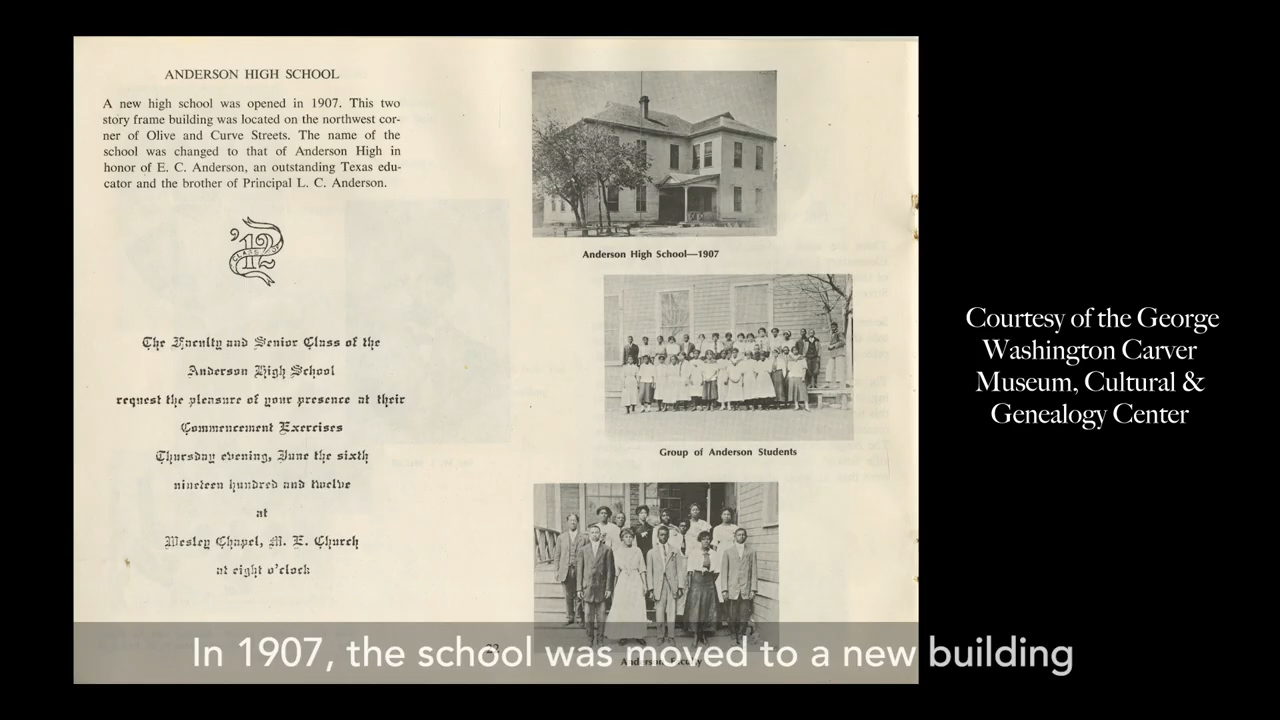 ANDERSON HIGH SCHOOL
A new high school was opened in 1907. This two
story frame building was located on the northwest cor-
ner of Olive and Curve Streets. The name of the
school was changed to that of Anderson High in
honor of E. C. Anderson, an outstanding Texas edu-
cator and the brother of Principal L. C. Anderson.
'12
CLASS OF
The Faculty and Senior Class of the
Anderson High School
request the pleasure of your presence at their
Commencement Exercises
Thursday evening, June the sixth
nineteen hundred and twelve
at
Wesley Chapel, M. E. Church
at eight o'clock
Anderson High School—1907
Group of Anderson Students
Anderson Faculty
22
Courtesy of the George
Washington Carver
Museum, Cultural &
Genealogy Center
In 1907, the school was moved to a new building